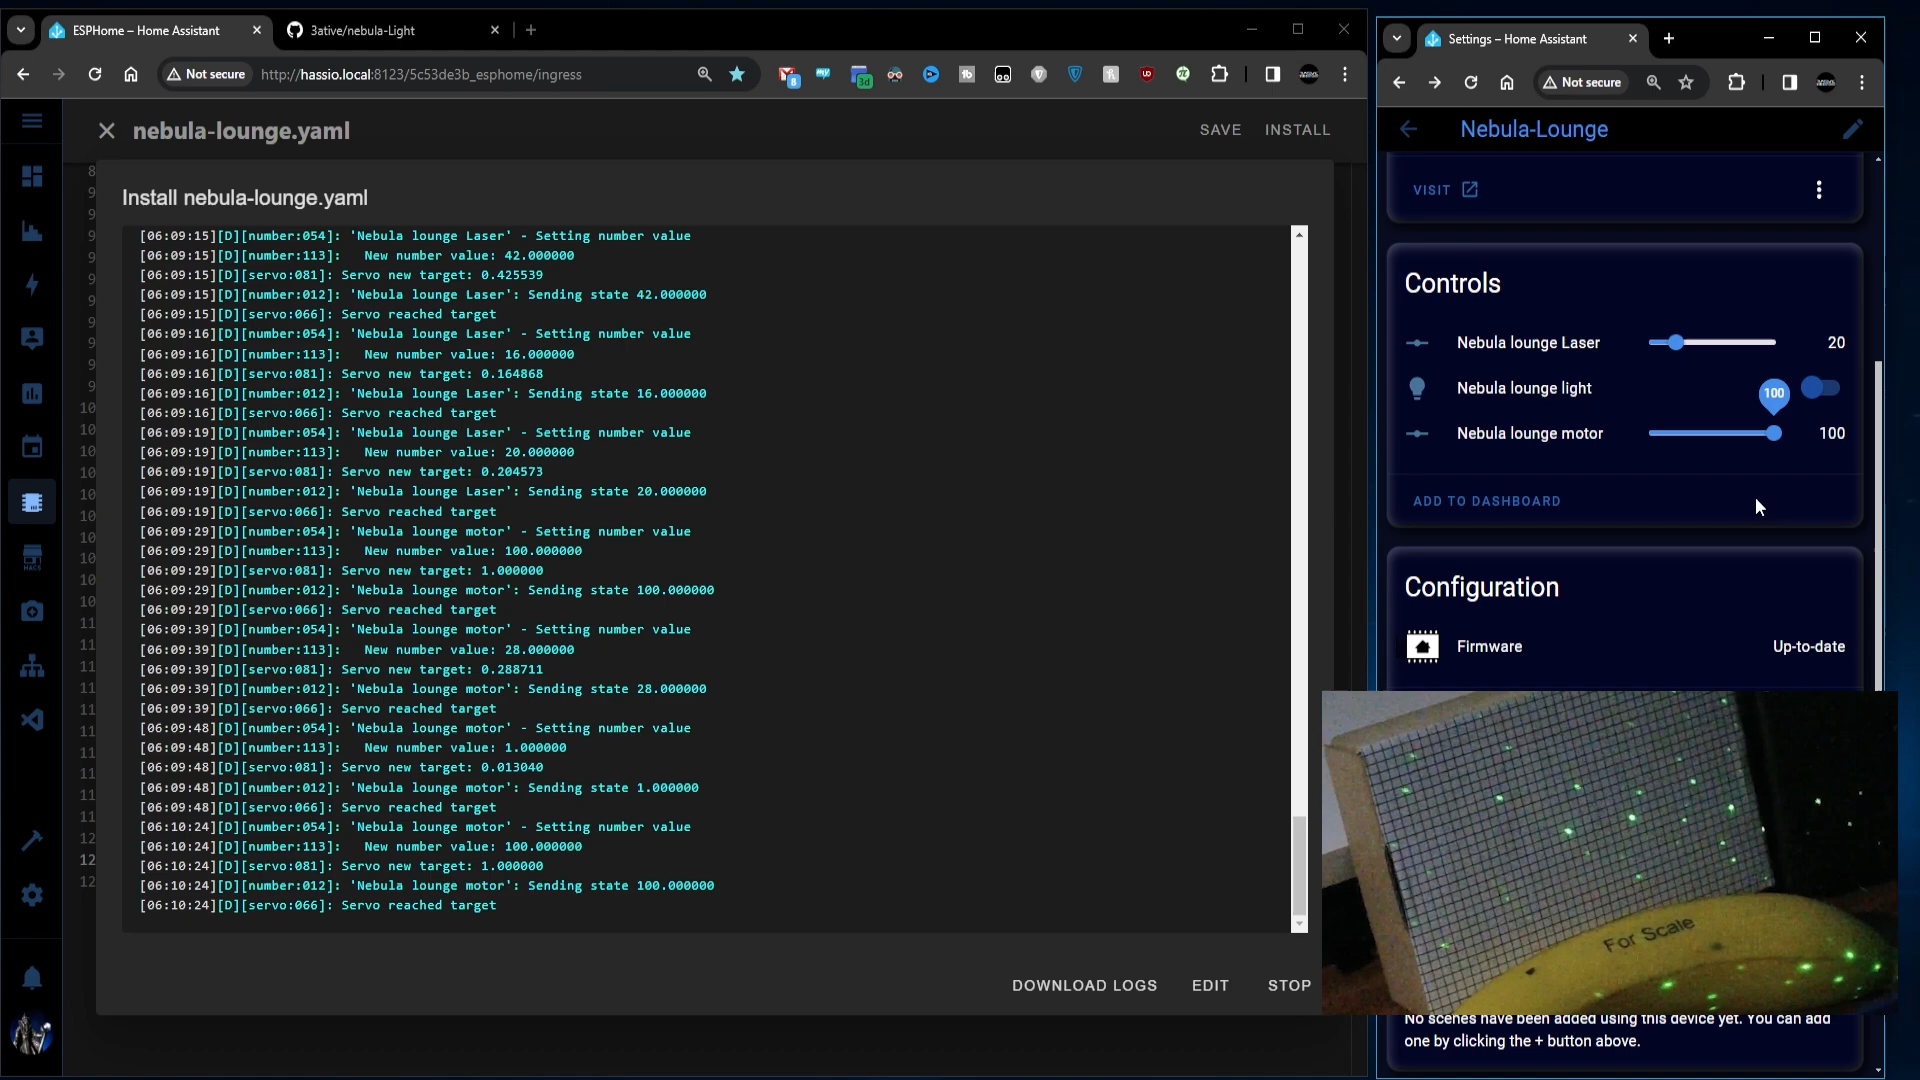 ESPHome – Home Assistant
3ative/nebula-Light
Not secure
http://hassio.local:8123/5c53de3b_esphome/ingress
nebula-lounge.yaml
SAVE
INSTALL
Install nebula-lounge.yaml
[06:09:15][D][number:054]: 'Nebula lounge Laser' - Setting number value
[06:09:15][D][number:113]:   New number value: 42.000000
[06:09:15][D][servo:081]: Servo new target: 0.425539
[06:09:15][D][number:012]: 'Nebula lounge Laser': Sending state 42.000000
[06:09:15][D][servo:066]: Servo reached target
[06:09:16][D][number:054]: 'Nebula lounge Laser' - Setting number value
[06:09:16][D][number:113]:   New number value: 16.000000
[06:09:16][D][servo:081]: Servo new target: 0.164868
[06:09:16][D][number:012]: 'Nebula lounge Laser': Sending state 16.000000
[06:09:16][D][servo:066]: Servo reached target
[06:09:19][D][number:054]: 'Nebula lounge Laser' - Setting number value
[06:09:19][D][number:113]:   New number value: 20.000000
[06:09:19][D][servo:081]: Servo new target: 0.204573
[06:09:19][D][number:012]: 'Nebula lounge Laser': Sending state 20.000000
[06:09:19][D][servo:066]: Servo reached target
[06:09:29][D][number:054]: 'Nebula lounge motor' - Setting number value
[06:09:29][D][number:113]:   New number value: 100.000000
[06:09:29][D][servo:081]: Servo new target: 1.000000
[06:09:29][D][number:012]: 'Nebula lounge motor': Sending state 100.000000
[06:09:29][D][servo:066]: Servo reached target
[06:09:39][D][number:054]: 'Nebula lounge motor' - Setting number value
[06:09:39][D][number:113]:   New number value: 28.000000
[06:09:39][D][servo:081]: Servo new target: 0.288711
[06:09:39][D][number:012]: 'Nebula lounge motor': Sending state 28.000000
[06:09:39][D][servo:066]: Servo reached target
[06:09:48][D][number:054]: 'Nebula lounge motor' - Setting number value
[06:09:48][D][number:113]:   New number value: 1.000000
[06:09:48][D][servo:081]: Servo new target: 0.013040
[06:09:48][D][number:012]: 'Nebula lounge motor': Sending state 1.000000
[06:09:48][D][servo:066]: Servo reached target
[06:10:24][D][number:054]: 'Nebula lounge motor' - Setting number value
[06:10:24][D][number:113]:   New number value: 100.000000
[06:10:24][D][servo:081]: Servo new target: 1.000000
[06:10:24][D][number:012]: 'Nebula lounge motor': Sending state 100.000000
[06:10:24][D][servo:066]: Servo reached target
DOWNLOAD LOGS
EDIT
STOP
Settings – Home Assistant
Not secure
Nebula-Lounge
VISIT
Controls
Nebula lounge Laser
20
Nebula lounge light
100
Nebula lounge motor
100
ADD TO DASHBOARD
Configuration
Firmware
Up-to-date
For Scale
No scenes have been added using this device yet. You can add
one by clicking the + button above.